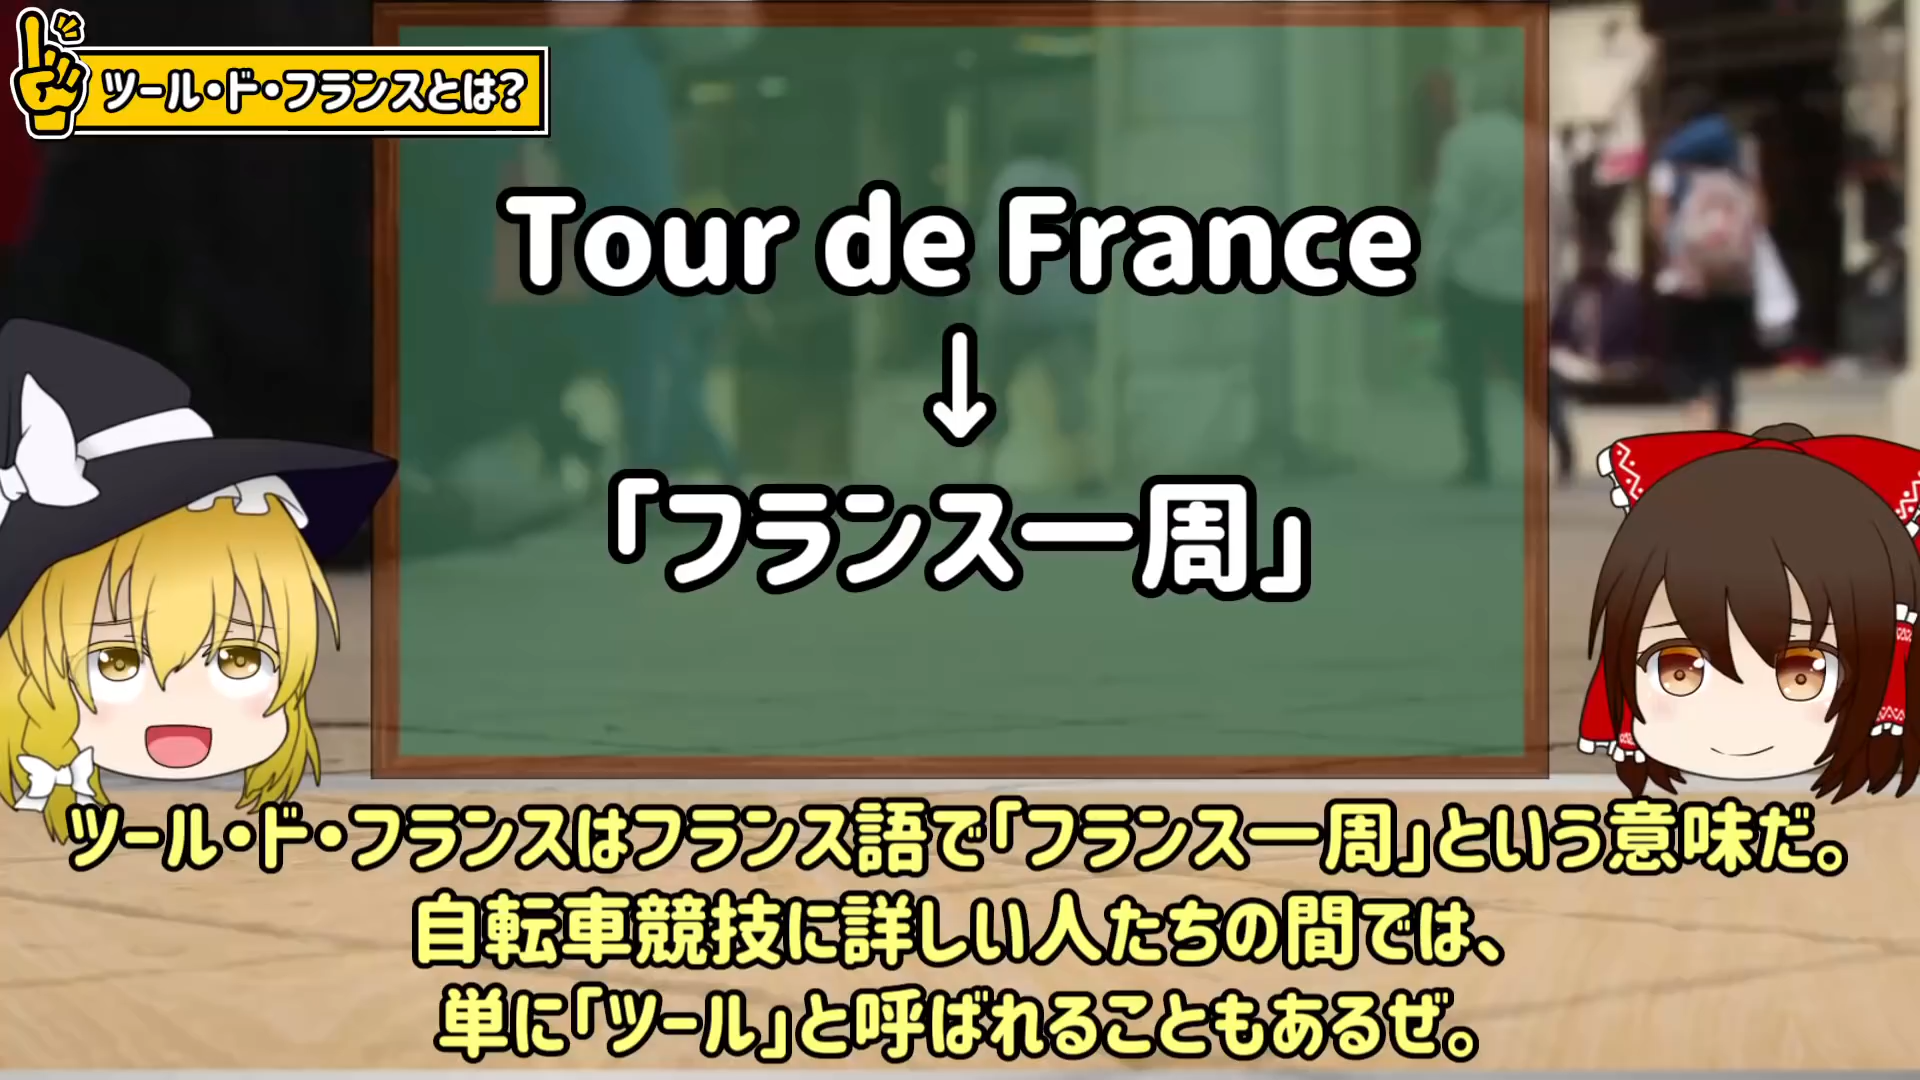 ツール・ド・フランスとは?
Tour de France
↓
「フランス一周」
ツール・ド・フランスはフランス語で「フランス一周」という意味だ。
自転車競技に詳しい人たちの間では、
単に「ツール」と呼ばれることもあるぜ。